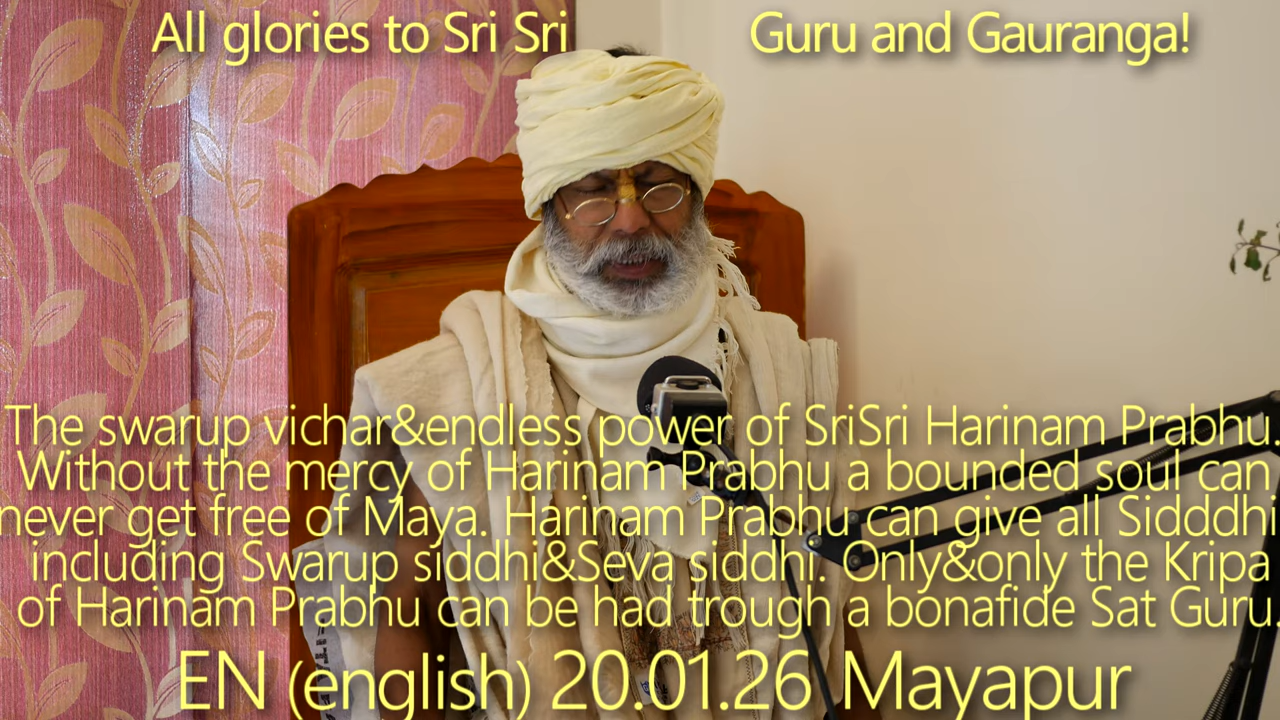 All glories to Sri Sri Guru and Gauranga!
The swarup vichar&endless power of SriSri Harinam Prabhu.
Without the mercy of Harinam Prabhu a bounded soul can
never get free of Maya. Harinam Prabhu can give all Sidddhi
including Swarup siddhi&Seva siddhi. Only&only the Kripa
of Harinam Prabhu can be had trough a bonafide Sat Guru.
EN (english) 20.01.26 Mayapur